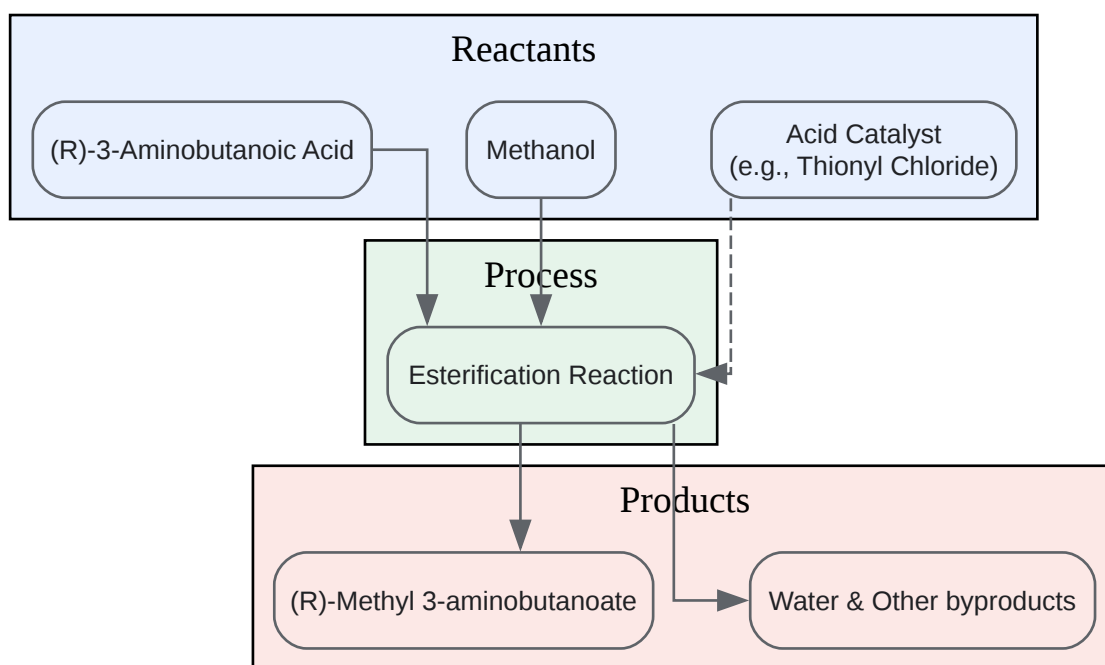 Reactants
(R)-3-Aminobutanoic Acid
Methanol
Acid Catalyst
(e.g., Thionyl Chloride)
Process
Esterification Reaction
Products
(R)-Methyl 3-aminobutanoate
Water & Other byproducts